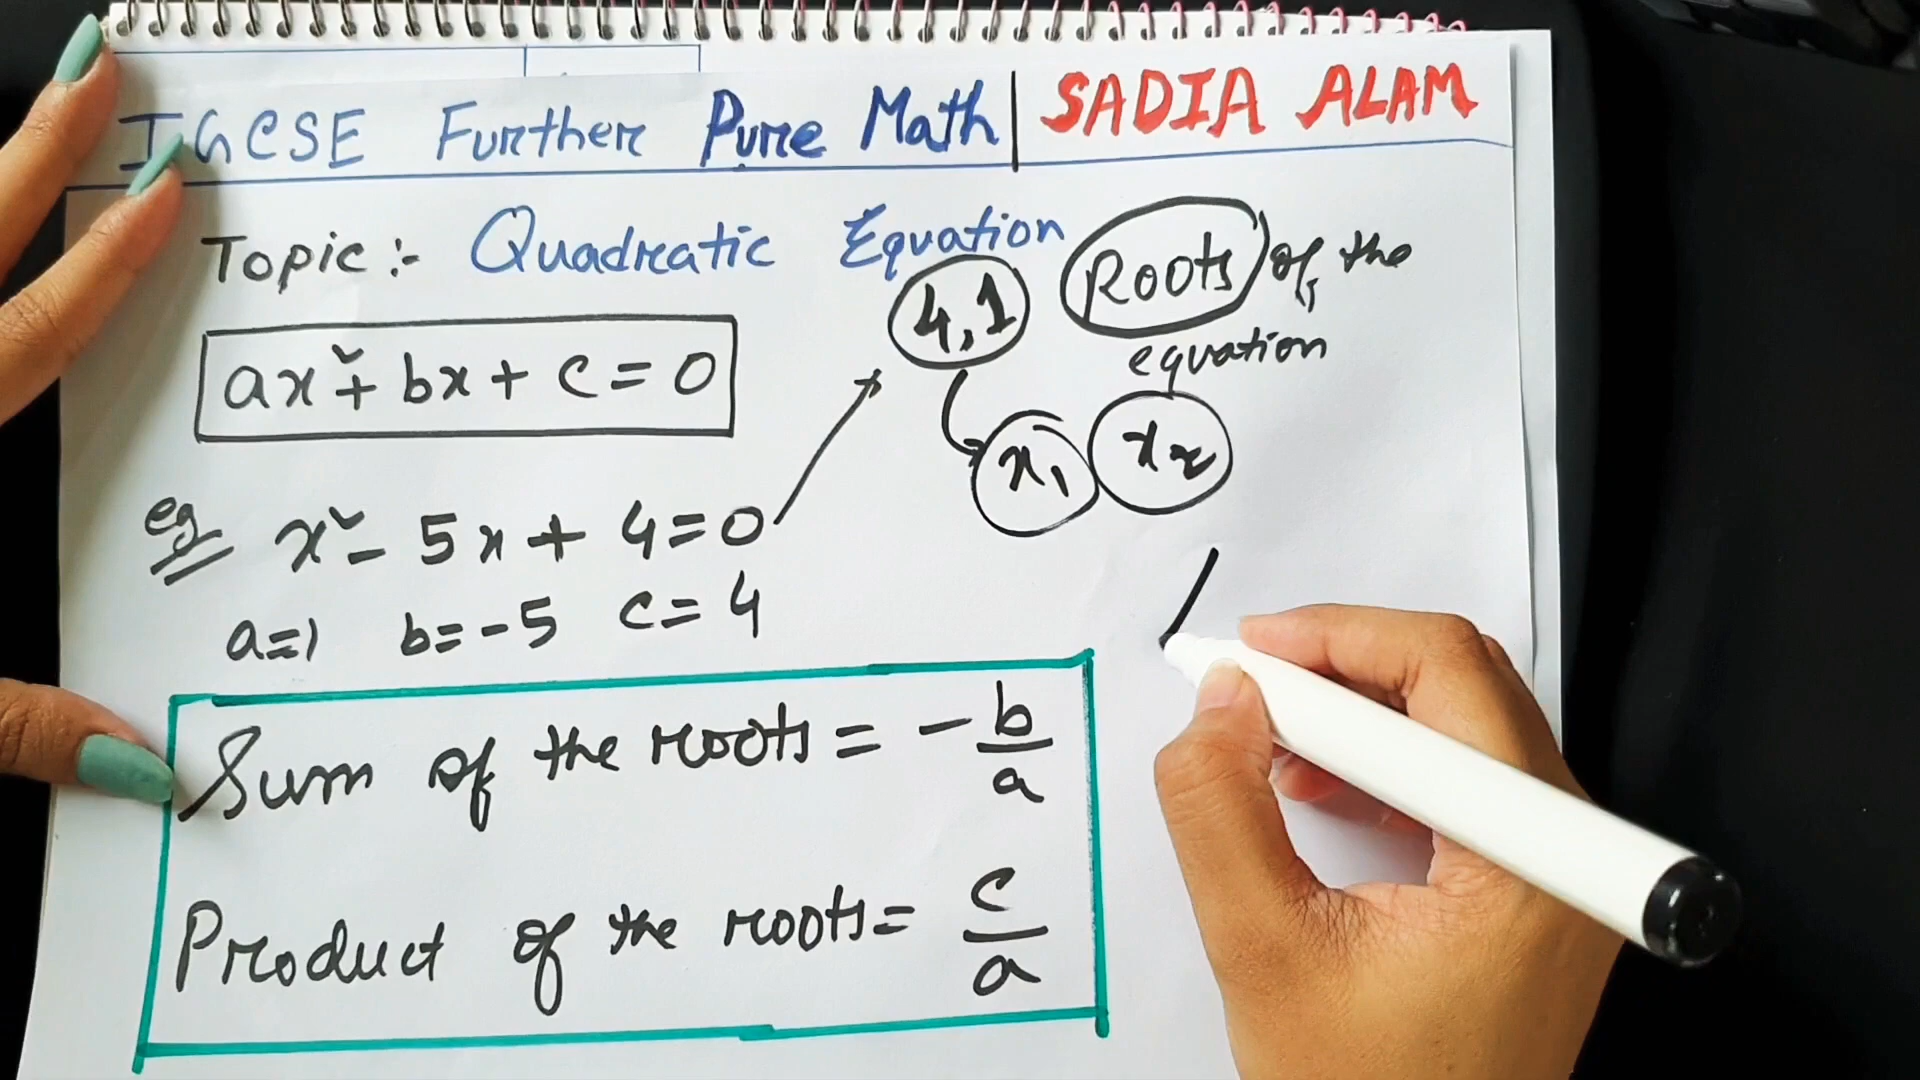 IGCSE Further Pure Math | SADIA ALAM
Topic :- Quadratic Equation
ax² + bx + c = 0
4, 1
Roots of the
equation
x₁ x₂
eg x² - 5x + 4 = 0
a=1 b=-5 c=4
Sum of the roots = - b/a
Product of the roots = c/a